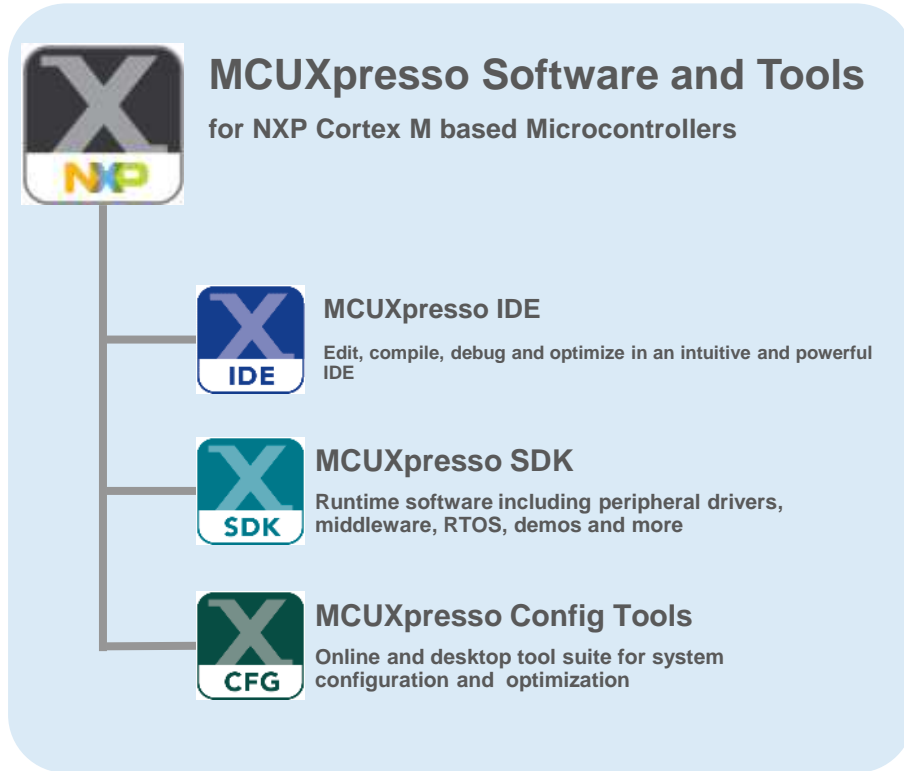 MCUXpresso Software and Tools
for NXP Cortex M based Microcontrollers
NXP
MCUXpresso IDE
Edit, compile, debug and optimize in an intuitive and powerful
IDE
X
IDE
MCUXpresso SDK
Runtime software including peripheral drivers,
middleware, RTOS, demos and more
X
SDK
MCUXpresso Config Tools
Online and desktop tool suite for system
configuration and optimization
X
CFG